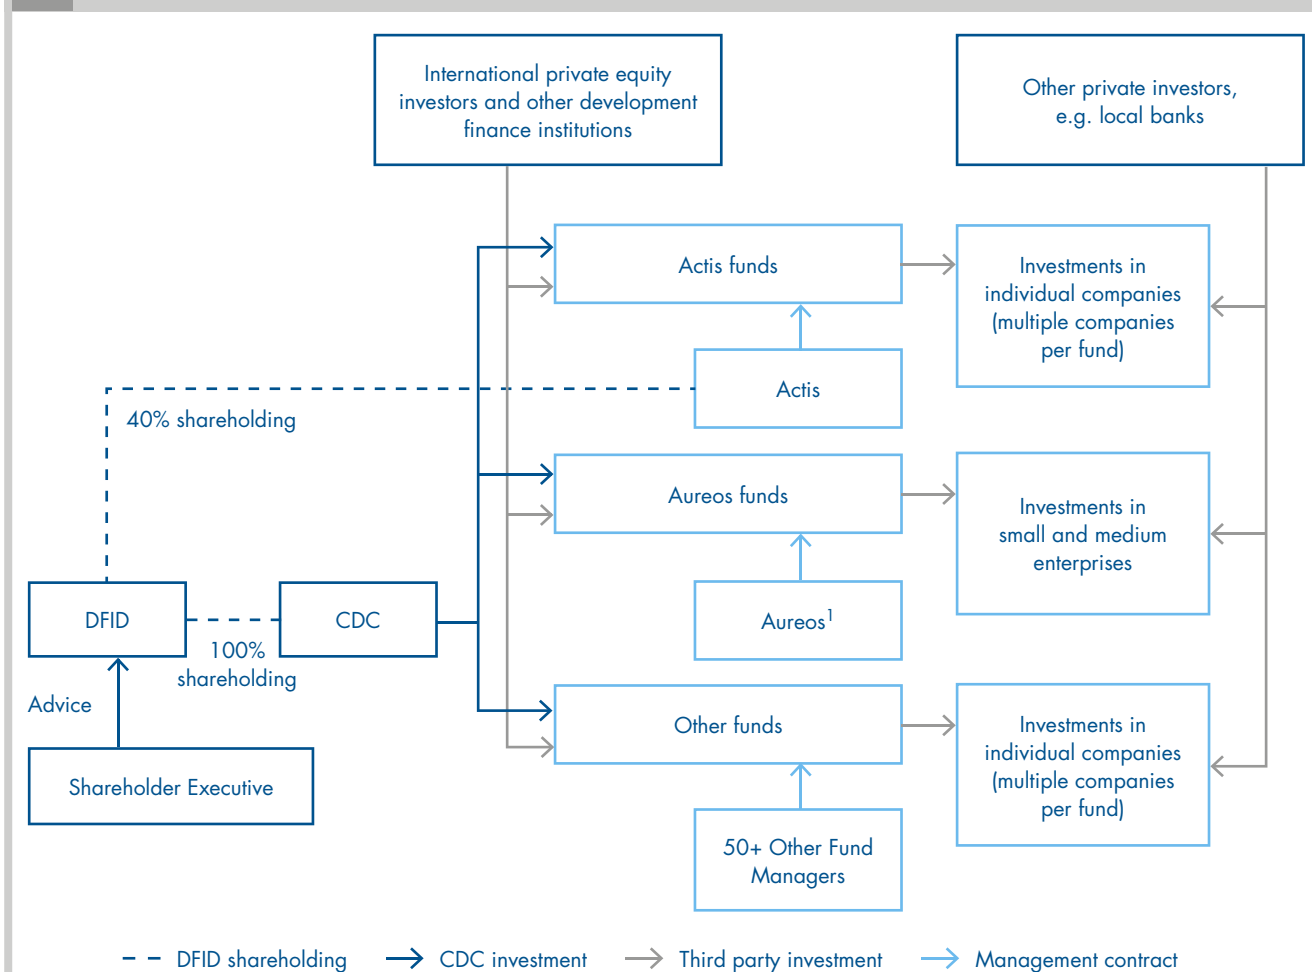 International private equity
investors and other development
finance institutions
Other private investors,
e.g. local banks
Actis funds
Investments in
individual companies
(multiple companies
per fund)
Actis
40% shareholding
Aureos funds
Investments in
small and medium
enterprises
Aureos¹
DFID
CDC
100%
shareholding
Advice
Shareholder Executive
Other funds
Investments in
individual companies
(multiple companies
per fund)
50+ Other Fund
Managers
DFID shareholding
CDC investment
Third party investment
Management contract